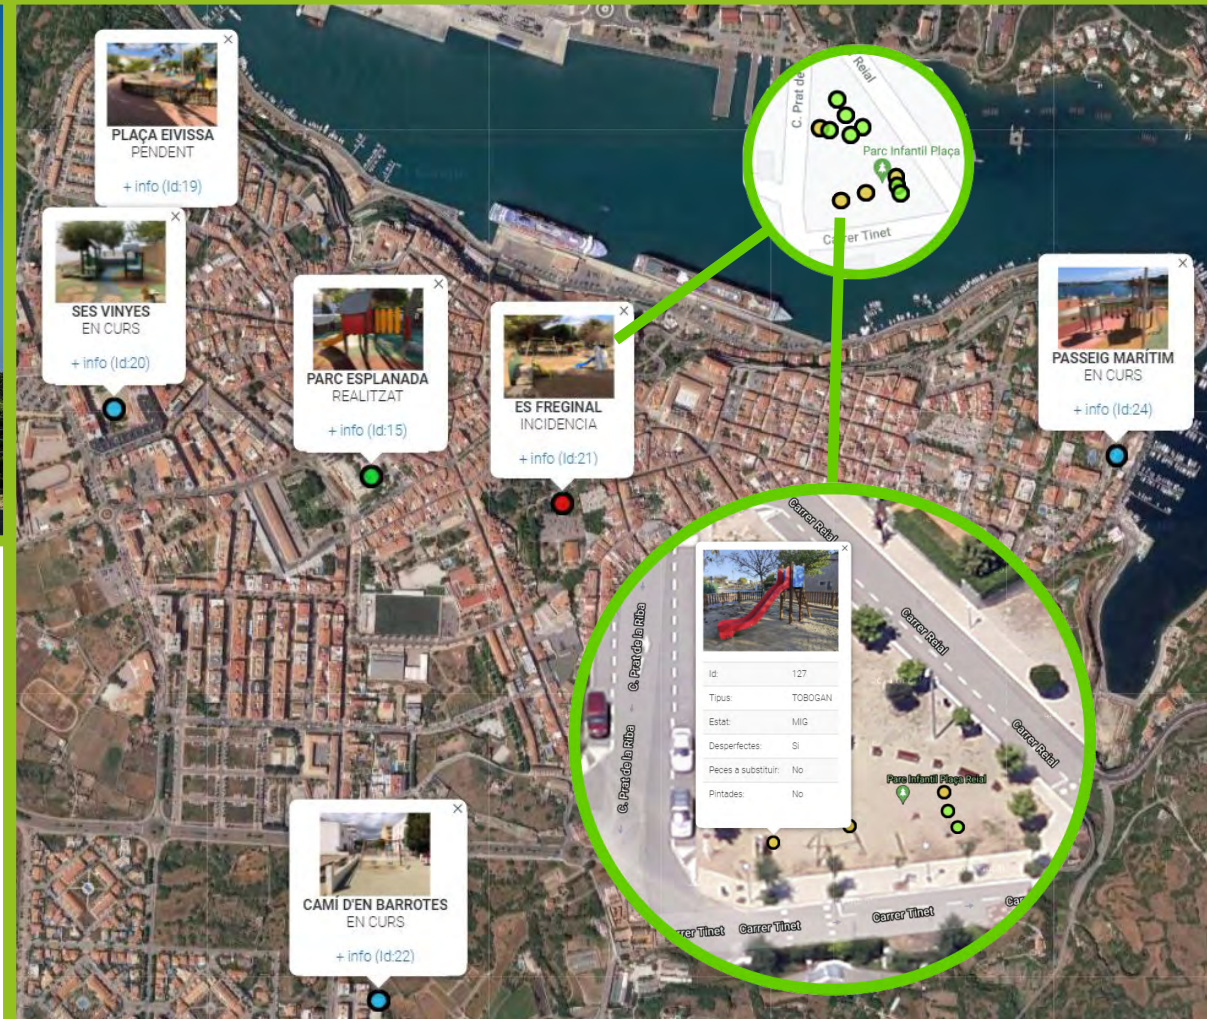 PLAÇA EIVISSA
PENDENT
+ info (Id:19)
SES VINYES
EN CURS
+ info (Id:20)
PARC ESPLANADA
REALITZAT
+ info (Id:15)
ES FREGINAL
INCIDENCIA
+ info (Id:21)
PASSEIG MARÍTIM
EN CURS
+ info (Id:24)
CAMÍ D'EN BARROTES
EN CURS
+ info (Id:22)
C. Prat de
Reial
Parc Infantil Plaça
Carrer Tinet
Carrer Reial
Carrer Reial
Carrer Reial
C. Prat de la Riba
C. Prat de la Riba
Id: 127
Tipus: TOBOGAN
Estat: MIG
Desperfectes: Si
Peces a substituir: No
Pintades: No
Parc Infantil Plaça Reial
rrer Tinet
Carrer Tinet
Carrer Tinet
Car